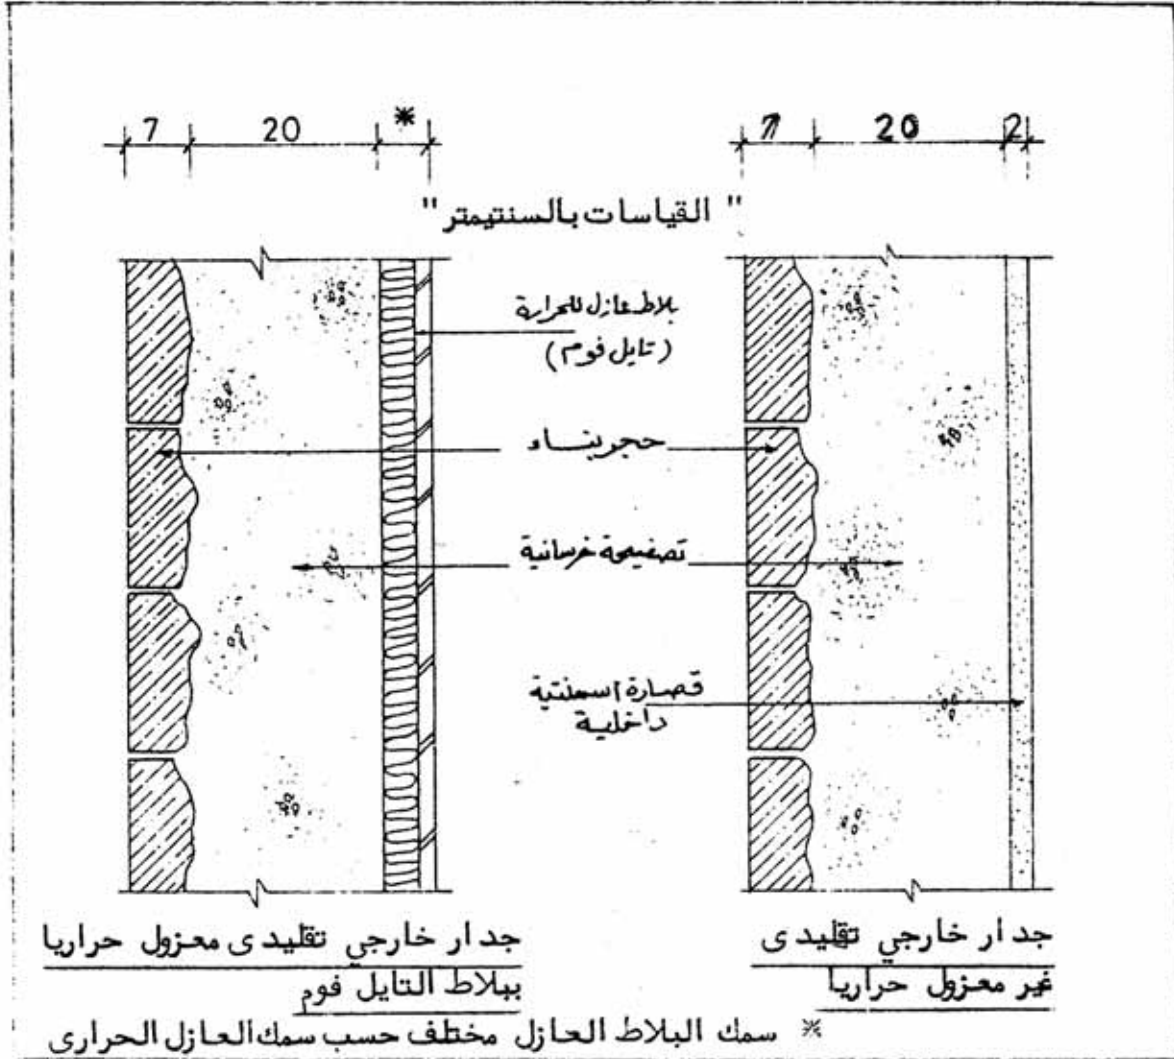 7 20 *
7 20 2
" القياسات بالسنتيمتر "
بلاط عازل للحرارة
(تايل فوم)
حجر بناء
تصفيحة خرسانية
قصارة اسمنتية
داخلية
جدار خارجي تقليدى
غير معزول حراريا
جدار خارجي تقليدى معزول حراريا
ببلاط التايل فوم
* سمك البلاط العازل مختلف حسب سمك العازل الحرارى